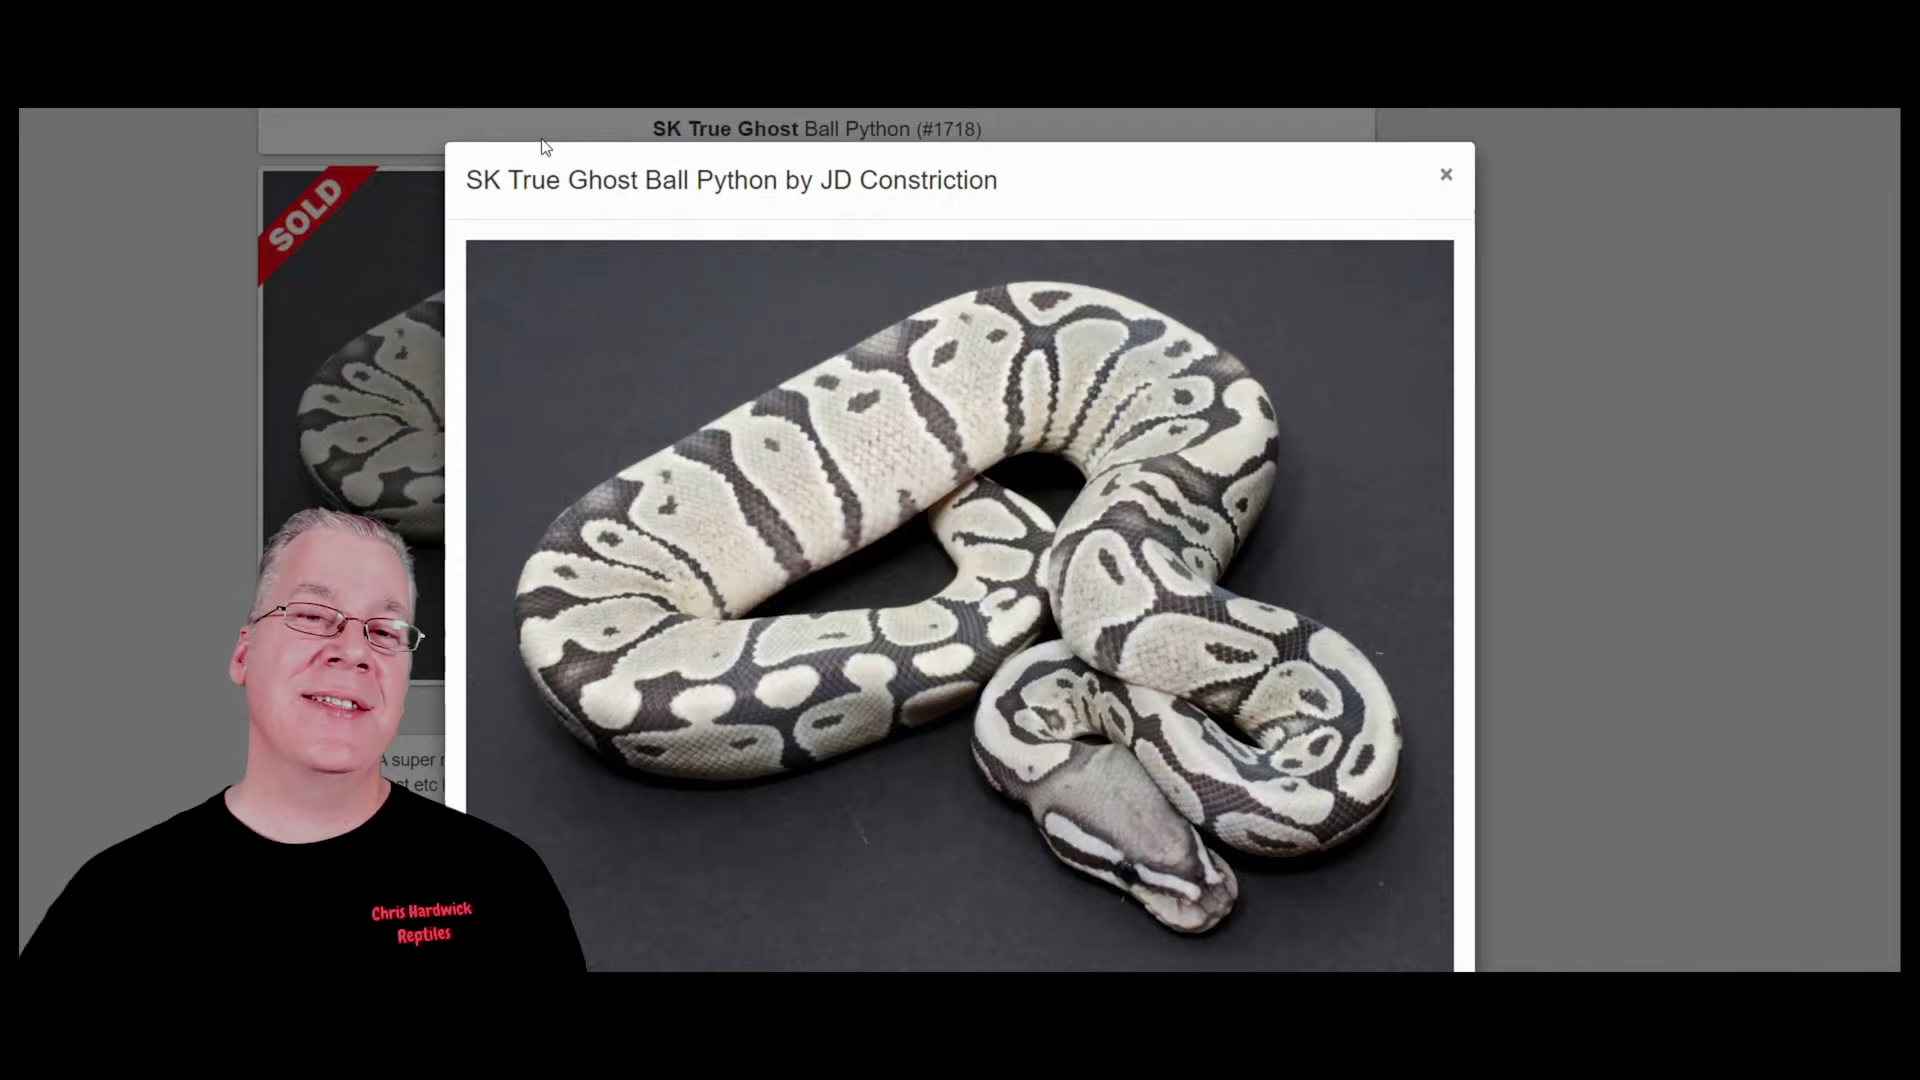 SK True Ghost Ball Python (#1718)
SK True Ghost Ball Python by JD Constriction
×
SOLD
A super
etc
Chris Hardwick
Reptiles